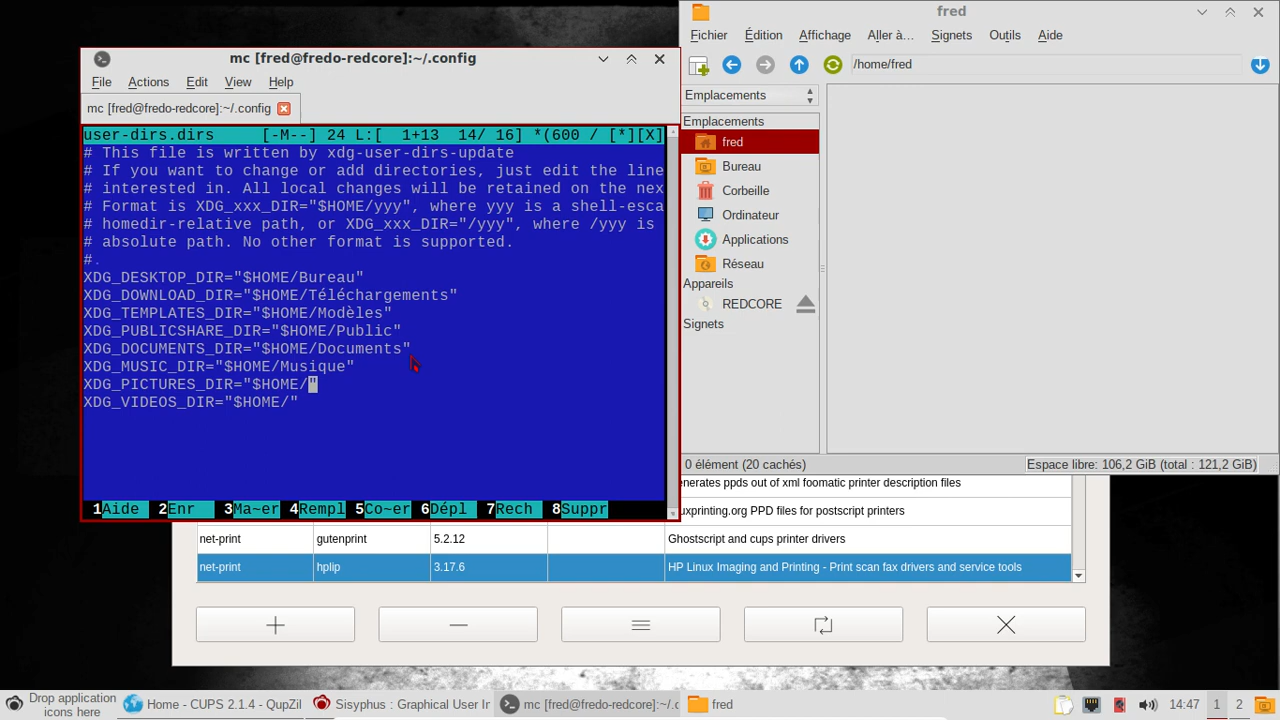 mc [fred@fredo-redcore]:~/.config
File Actions Edit View Help
mc [fred@fredo-redcore]:~/.config
user-dirs.dirs [-M--] 24 L:[ 1+13 14/ 16] *(600 / [*][X]
# This file is written by xdg-user-dirs-update
# If you want to change or add directories, just edit the line
# interested in. All local changes will be retained on the nex
# Format is XDG_xxx_DIR="$HOME/yyy", where yyy is a shell-esca
# homedir-relative path, or XDG_xxx_DIR="/yyy", where /yyy is
# absolute path. No other format is supported.
#.
XDG_DESKTOP_DIR="$HOME/Bureau"
XDG_DOWNLOAD_DIR="$HOME/Téléchargements"
XDG_TEMPLATES_DIR="$HOME/Modèles"
XDG_PUBLICSHARE_DIR="$HOME/Public"
XDG_DOCUMENTS_DIR="$HOME/Documents"
XDG_MUSIC_DIR="$HOME/Musique"
XDG_PICTURES_DIR="$HOME/"
XDG_VIDEOS_DIR="$HOME/"
1Aide 2Enr 3Ma~er 4Rempl 5Co~er 6Dépl 7Rech 8Suppr
fred
Fichier Édition Affichage Aller à... Signets Outils Aide
/home/fred
Emplacements
Emplacements
fred
Bureau
Corbeille
Ordinateur
Applications
Réseau
Appareils
REDCORE
Signets
0 élément (20 cachés) Espace libre: 106,2 GiB (total : 121,2 GiB)
enerates ppds out of xml foomatic printer description files
uxprinting.org PPD files for postscript printers
net-print gutenprint 5.2.12 Ghostscript and cups printer drivers
net-print hplip 3.17.6 HP Linux Imaging and Printing - Print scan fax drivers and service tools
Drop application
icons here
Home - CUPS 2.1.4 - QupZil
Sisyphus : Graphical User In
mc [fred@fredo-redcore]:~/.c
fred
14:47 1 2